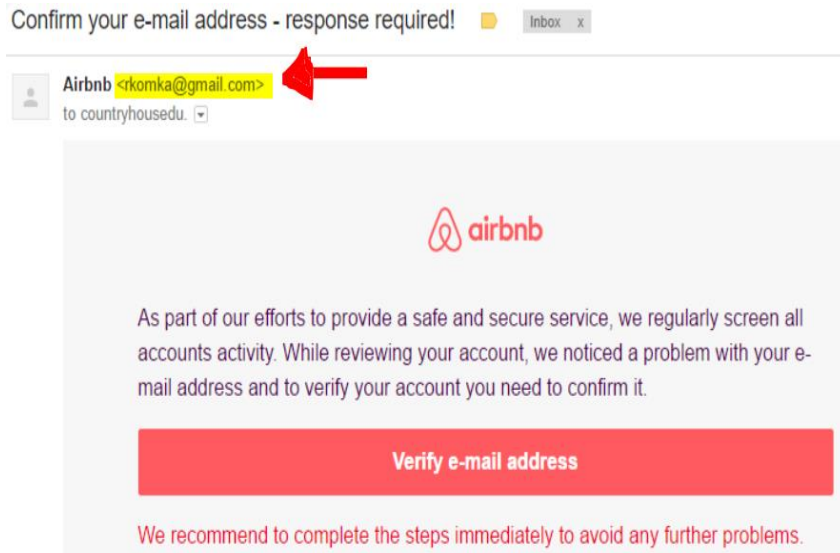 Confirm your e-mail address - response required! Inbox x
Airbnb <rkomka@gmail.com>
to countryhousedu.
airbnb
As part of our efforts to provide a safe and secure service, we regularly screen all
accounts activity. While reviewing your account, we noticed a problem with your e-
mail address and to verify your account you need to confirm it.
Verify e-mail address
We recommend to complete the steps immediately to avoid any further problems.